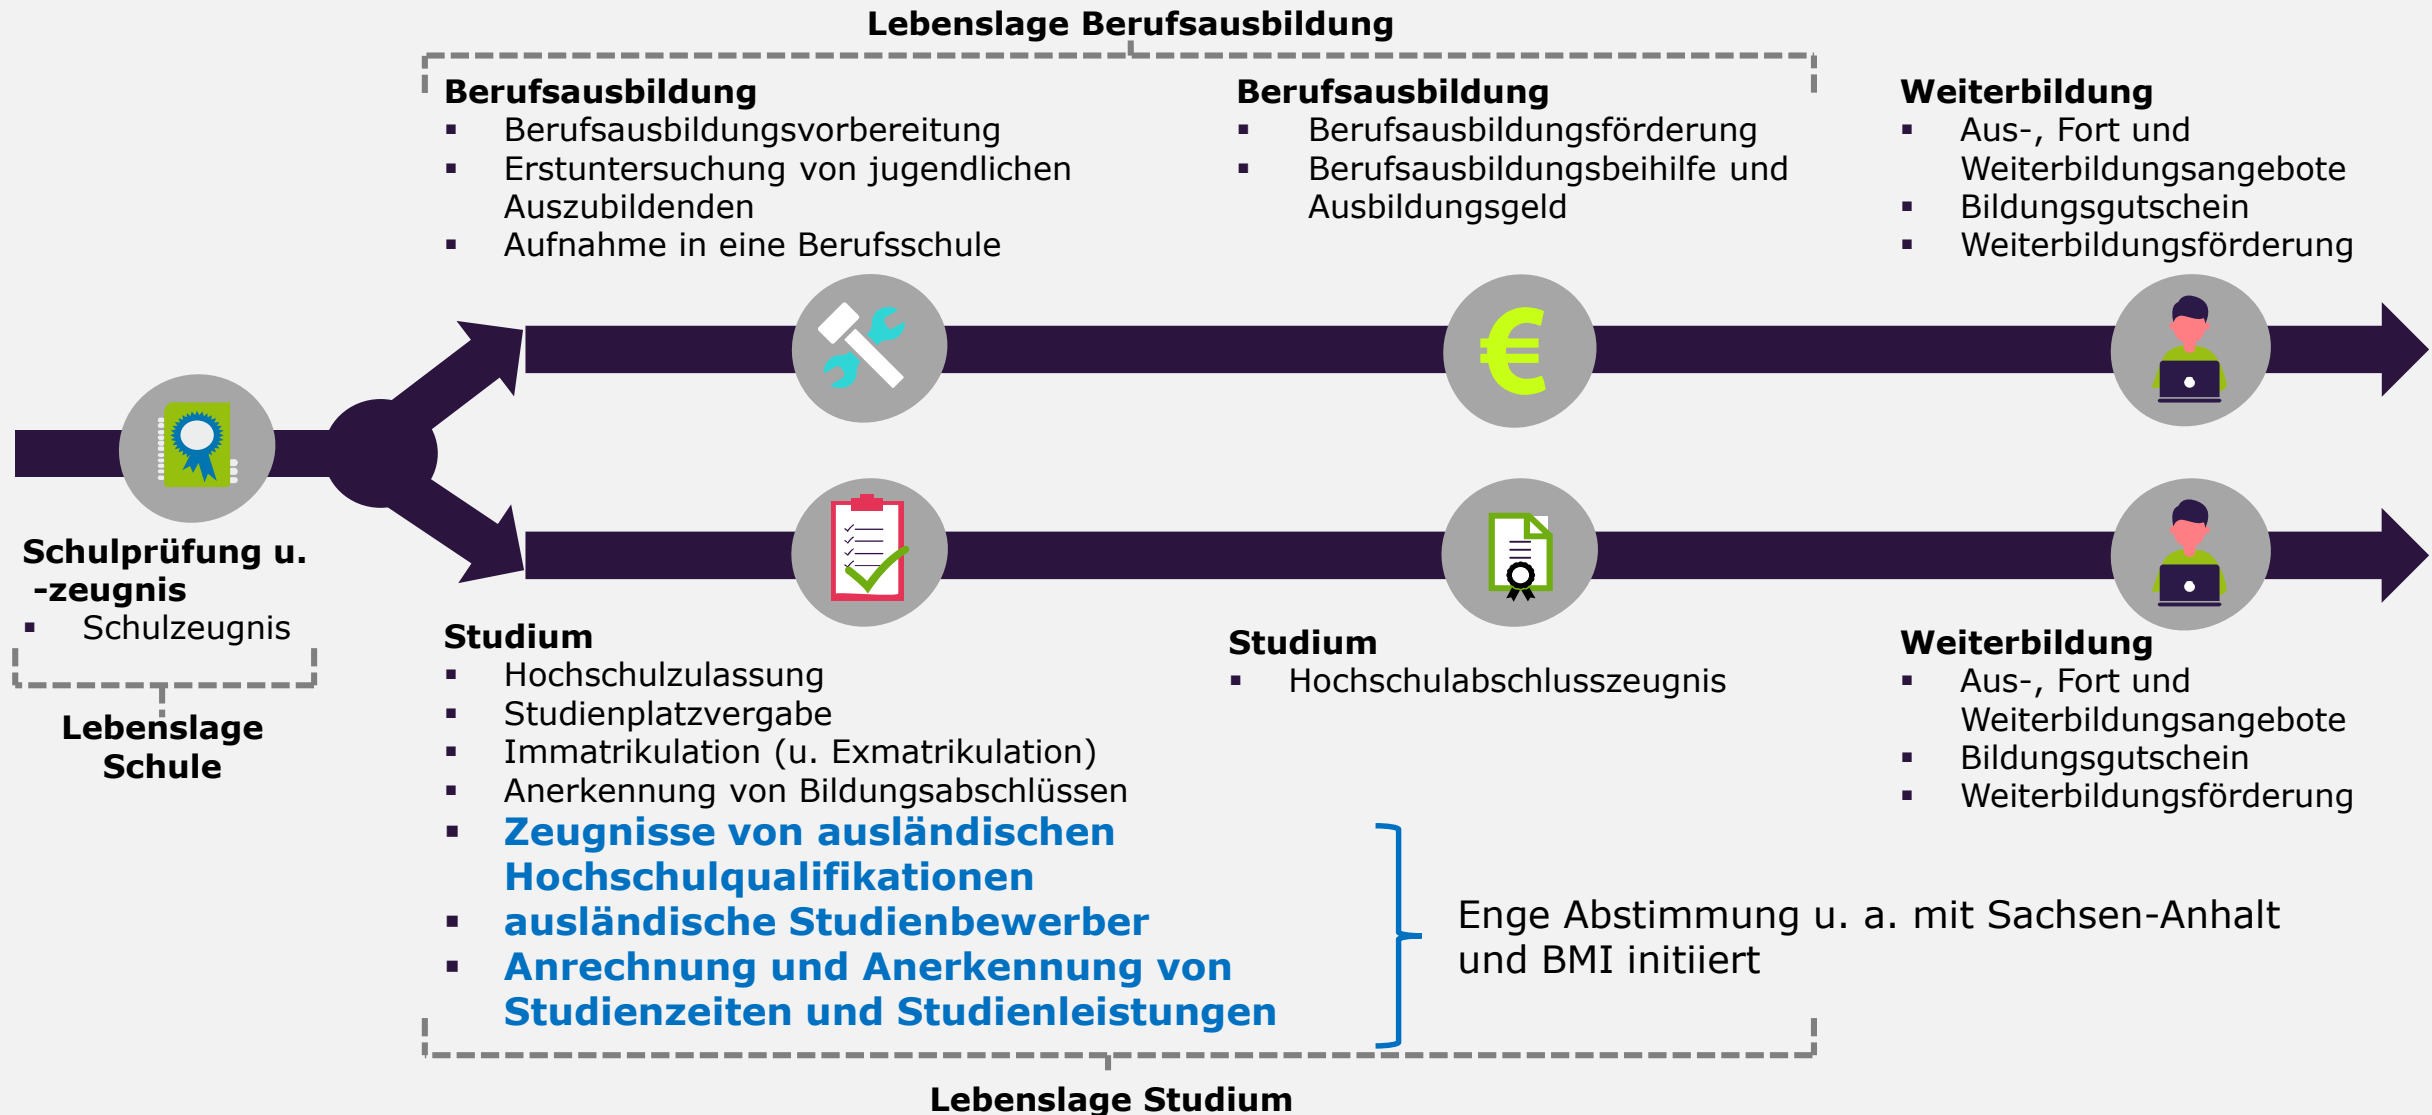 Lebenslage Berufsausbildung
Berufsausbildung
▪ Berufsausbildungsvorbereitung
▪ Erstuntersuchung von jugendlichen
Auszubildenden
▪ Aufnahme in eine Berufsschule
Berufsausbildung
▪ Berufsausbildungsförderung
▪ Berufsausbildungsbeihilfe und
Ausbildungsgeld
Weiterbildung
▪ Aus-, Fort und
Weiterbildungsangebote
▪ Bildungsgutschein
▪ Weiterbildungsförderung
€
Schulprüfung u.
-zeugnis
▪ Schulzeugnis
Lebenslage
Schule
Studium
▪ Hochschulzulassung
▪ Studienplatzvergabe
▪ Immatrikulation (u. Exmatrikulation)
▪ Anerkennung von Bildungsabschlüssen
▪ Zeugnisse von ausländischen
Hochschulqualifikationen
▪ ausländische Studienbewerber
▪ Anrechnung und Anerkennung von
Studienzeiten und Studienleistungen
Enge Abstimmung u. a. mit Sachsen-Anhalt
und BMI initiiert
Studium
▪ Hochschulabschlusszeugnis
Weiterbildung
▪ Aus-, Fort und
Weiterbildungsangebote
▪ Bildungsgutschein
▪ Weiterbildungsförderung
Lebenslage Studium